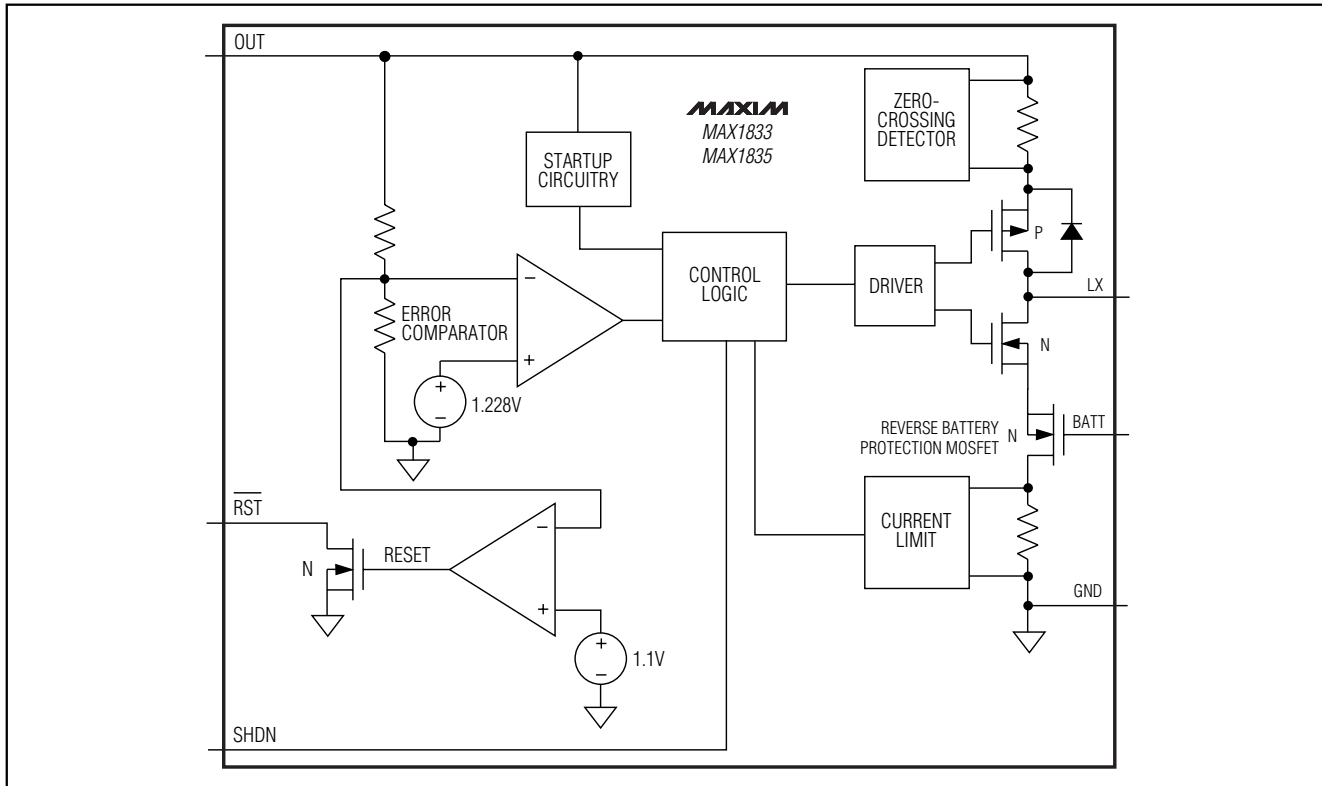 OUT
MAXIM
MAX1833
MAX1835
ZERO-
CROSSING
DETECTOR
STARTUP
CIRCUITRY
P
CONTROL
LOGIC
DRIVER
LX
−
ERROR
COMPARATOR
+
N
+
−
1.228V
REVERSE BATTERY
PROTECTION MOSFET
N
BATT
RST
−
RESET
N
CURRENT
LIMIT
+
GND
+
−
1.1V
SHDN